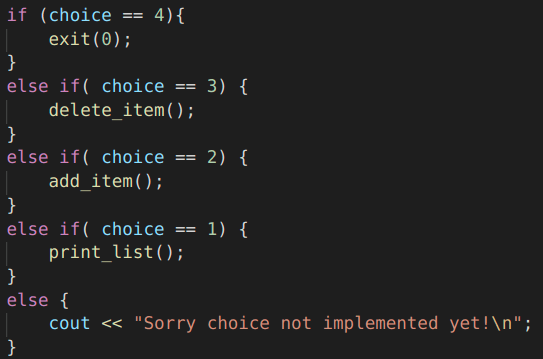 if (choice == 4){
    exit(0);
}
else if( choice == 3) {
    delete_item();
}
else if( choice == 2) {
    add_item();
}
else if( choice == 1) {
    print_list();
}
else {
    cout << "Sorry choice not implemented yet!\n";
}